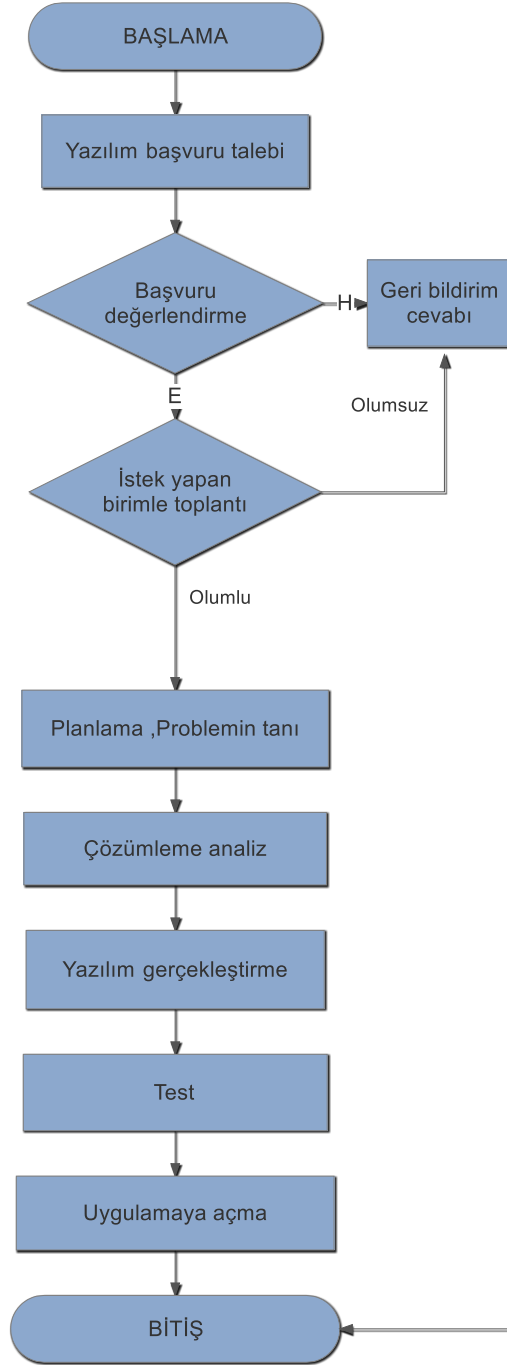 BAŞLAMA
Yazılım başvuru talebi
Başvuru
değerlendirme
H
Geri bildirim
cevabı
E
Olumsuz
İstek yapan
birimle toplantı
Olumlu
Planlama ,Problemin tanı
Çözümleme analiz
Yazılım gerçekleştirme
Test
Uygulamaya açma
BİTİŞ